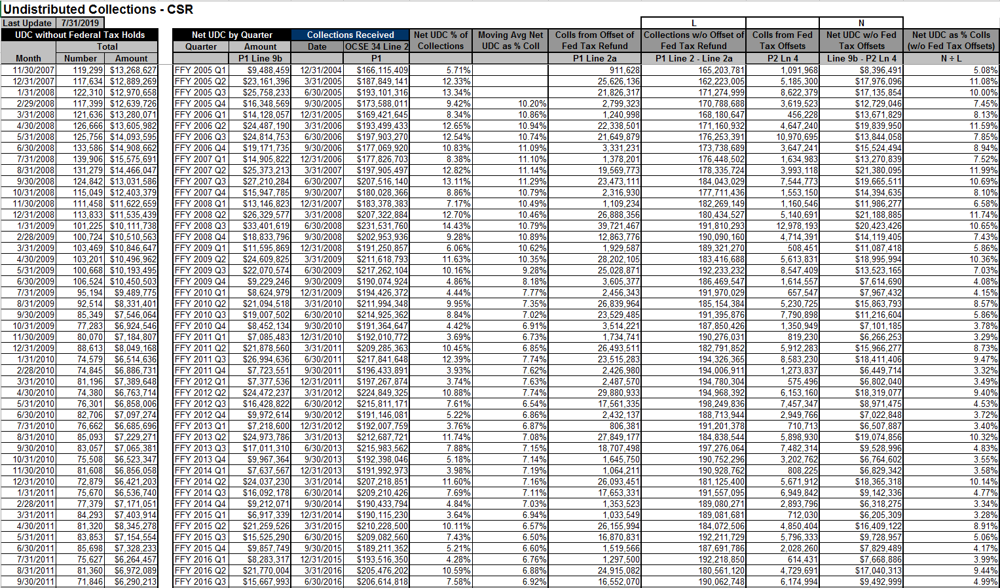 Undistributed Collections - CSR
Last Update 7/31/2019 L N
UDC without Federal Tax Holds Net UDC by Quarter Collections Received Net UDC % of Moving Avg Net Colls from Offset of Collections w/o Offset of Colls from Fed Net UDC w/o Fed Net UDC as % Colls
Total Quarter Amount Date OCSE 34 Line 2 Collections UDC as % Coll Fed Tax Refund Fed Tax Refund Tax Offsets Tax Offsets (w/o Fed Tax Offsets)
Month Number Amount P1 Line 9b P1 P1 Line 2a P1 Line 2 - Line 2a P2 Ln 4 Line 9b - P2 Ln 4 N ÷ L
11/30/2007 119,299 $13,268,627 FFY 2005 Q1 $9,488,459 12/31/2004 $166,115,409 5.71% 911,628 165,203,781 1,091,968 $8,396,491 5.08%
12/31/2007 117,634 $12,889,269 FFY 2005 Q2 $23,161,396 3/31/2005 $187,849,141 12.33% 25,626,136 162,223,005 5,185,300 $17,976,096 11.08%
1/31/2008 122,310 $12,970,658 FFY 2005 Q3 $25,758,233 6/30/2005 $193,101,316 13.34% 21,826,317 171,274,999 8,622,379 $17,135,854 10.00%
2/29/2008 117,399 $12,639,726 FFY 2005 Q4 $16,348,569 9/30/2005 $173,588,011 9.42% 10.20% 2,799,323 170,788,688 3,619,523 $12,729,046 7.45%
3/31/2008 121,636 $13,280,071 FFY 2006 Q1 $14,128,057 12/31/2005 $169,421,645 8.34% 10.86% 1,240,998 168,180,647 456,228 $13,671,829 8.13%
4/30/2008 126,666 $13,605,982 FFY 2006 Q2 $24,487,190 3/31/2006 $193,499,433 12.65% 10.94% 22,338,501 171,160,932 4,647,240 $19,839,950 11.59%
5/31/2008 125,756 $14,093,595 FFY 2006 Q3 $24,814,753 6/30/2006 $197,903,270 12.54% 10.74% 21,649,879 176,253,391 10,970,695 $13,844,058 7.85%
6/30/2008 133,586 $14,908,662 FFY 2006 Q4 $19,171,735 9/30/2006 $177,069,920 10.83% 11.09% 3,331,231 173,738,689 3,647,241 $15,524,494 8.94%
7/31/2008 139,906 $15,575,691 FFY 2007 Q1 $14,905,822 12/31/2006 $177,826,703 8.38% 11.10% 1,378,201 176,448,502 1,634,983 $13,270,839 7.52%
8/31/2008 131,279 $14,466,047 FFY 2007 Q2 $25,373,213 3/31/2007 $197,905,497 12.82% 11.14% 19,569,773 178,335,724 3,993,118 $21,380,095 11.99%
9/30/2008 124,842 $13,031,586 FFY 2007 Q3 $27,210,284 6/30/2007 $207,516,140 13.11% 11.29% 23,473,111 184,043,029 7,544,773 $19,665,511 10.69%
10/31/2008 115,049 $12,403,379 FFY 2007 Q4 $15,947,785 9/30/2007 $180,028,366 8.86% 10.79% 2,316,930 177,711,436 1,553,150 $14,394,635 8.10%
11/30/2008 111,458 $11,622,659 FFY 2008 Q1 $13,146,823 12/31/2007 $183,378,383 7.17% 10.49% 1,109,234 182,269,149 1,160,546 $11,986,277 6.58%
12/31/2008 113,833 $11,535,439 FFY 2008 Q2 $26,329,577 3/31/2008 $207,322,884 12.70% 10.46% 26,888,356 180,434,527 5,140,691 $21,188,885 11.74%
1/31/2009 101,225 $10,111,738 FFY 2008 Q3 $33,401,619 6/30/2008 $231,531,760 14.43% 10.79% 39,721,467 191,810,293 12,978,193 $20,423,426 10.65%
2/28/2009 100,724 $10,510,563 FFY 2008 Q4 $18,833,796 9/30/2008 $202,953,936 9.28% 10.89% 12,863,776 190,090,160 4,714,391 $14,119,405 7.43%
3/31/2009 103,469 $10,846,647 FFY 2009 Q1 $11,595,869 12/31/2008 $191,250,857 6.06% 10.62% 1,929,587 189,321,270 508,451 $11,087,418 5.86%
4/30/2009 103,201 $10,496,962 FFY 2009 Q2 $24,609,825 3/31/2009 $211,618,793 11.63% 10.35% 28,202,105 183,416,688 5,613,831 $18,995,994 10.36%
5/31/2009 100,668 $10,193,495 FFY 2009 Q3 $22,070,574 6/30/2009 $217,262,104 10.16% 9.28% 25,028,871 192,233,232 8,547,409 $13,523,165 7.03%
6/30/2009 106,524 $10,450,503 FFY 2009 Q4 $9,229,246 9/30/2009 $190,074,924 4.86% 8.18% 3,605,377 186,469,547 1,614,557 $7,614,690 4.08%
7/31/2009 95,194 $9,489,775 FFY 2010 Q1 $8,624,979 12/31/2009 $194,426,372 4.44% 7.77% 2,456,343 191,970,029 657,547 $7,967,432 4.15%
8/31/2009 92,514 $8,331,401 FFY 2010 Q2 $21,094,518 3/31/2010 $211,994,348 9.95% 7.35% 26,839,964 185,154,384 5,230,725 $15,863,793 8.57%
9/30/2009 85,349 $7,546,064 FFY 2010 Q3 $19,007,502 6/30/2010 $214,925,362 8.84% 7.02% 23,529,485 191,395,876 7,790,898 $11,216,604 5.86%
10/31/2009 77,283 $6,924,546 FFY 2010 Q4 $8,452,134 9/30/2010 $191,364,647 4.42% 6.91% 3,514,221 187,850,426 1,350,949 $7,101,185 3.78%
11/30/2009 80,070 $7,184,807 FFY 2011 Q1 $7,085,483 12/31/2010 $192,010,772 3.69% 6.73% 1,734,741 190,276,031 819,230 $6,266,253 3.29%
12/31/2009 88,613 $8,049,168 FFY 2011 Q2 $21,878,560 3/31/2011 $209,285,363 10.45% 6.85% 26,493,511 182,791,852 5,912,283 $15,966,277 8.73%
1/31/2010 74,579 $6,514,636 FFY 2011 Q3 $26,994,636 6/30/2011 $217,841,648 12.39% 7.74% 23,515,283 194,326,365 8,583,230 $18,411,406 9.47%
2/28/2010 74,845 $6,886,731 FFY 2011 Q4 $7,723,551 9/30/2011 $196,433,891 3.93% 7.62% 2,426,980 194,006,911 1,273,837 $6,449,714 3.32%
3/31/2010 81,196 $7,389,648 FFY 2012 Q1 $7,377,536 12/31/2011 $197,267,874 3.74% 7.63% 2,487,570 194,780,304 575,496 $6,802,040 3.49%
4/30/2010 74,380 $6,763,714 FFY 2012 Q2 $24,472,237 3/31/2012 $224,849,325 10.88% 7.74% 29,880,933 194,968,392 6,153,160 $18,319,077 9.40%
5/31/2010 76,301 $6,858,006 FFY 2012 Q3 $16,428,822 6/30/2012 $215,811,171 7.61% 6.54% 17,561,335 198,249,836 7,457,347 $8,971,475 4.53%
6/30/2010 82,706 $7,097,274 FFY 2012 Q4 $9,972,614 9/30/2012 $191,146,081 5.22% 6.86% 2,432,137 188,713,944 2,949,766 $7,022,848 3.72%
7/31/2010 76,662 $6,685,696 FFY 2013 Q1 $7,218,600 12/31/2012 $192,007,759 3.76% 6.87% 806,381 191,201,378 710,713 $6,507,887 3.40%
8/31/2010 85,093 $7,229,271 FFY 2013 Q2 $24,973,786 3/31/2013 $212,687,721 11.74% 7.08% 27,849,177 184,838,544 5,898,930 $19,074,856 10.32%
9/30/2010 83,057 $7,065,381 FFY 2013 Q3 $17,011,310 6/30/2013 $215,983,562 7.88% 7.15% 18,707,498 197,276,064 7,482,314 $9,528,996 4.83%
10/31/2010 75,508 $6,523,347 FFY 2013 Q4 $9,967,364 9/30/2013 $192,398,046 5.18% 7.14% 1,645,750 190,752,296 3,202,762 $6,764,602 3.55%
11/30/2010 81,608 $6,856,058 FFY 2014 Q1 $7,637,567 12/31/2013 $191,992,973 3.98% 7.19% 1,064,211 190,928,762 808,225 $6,829,342 3.58%
12/31/2010 72,879 $6,421,203 FFY 2014 Q2 $24,037,230 3/31/2014 $207,218,851 11.60% 7.16% 26,093,451 181,125,400 5,671,912 $18,365,318 10.14%
1/31/2011 75,670 $6,536,740 FFY 2014 Q3 $16,092,178 6/30/2014 $209,210,426 7.69% 7.11% 17,653,331 191,557,095 6,949,842 $9,142,336 4.77%
2/28/2011 77,379 $7,171,051 FFY 2014 Q4 $9,212,071 9/30/2014 $190,433,794 4.84% 7.03% 1,353,523 189,080,271 2,893,796 $6,318,275 3.34%
3/31/2011 84,293 $7,403,914 FFY 2015 Q1 $6,917,339 12/31/2014 $190,115,230 3.64% 6.94% 1,033,549 189,081,681 712,030 $6,205,309 3.28%
4/30/2011 81,320 $8,345,278 FFY 2015 Q2 $21,259,526 3/31/2015 $210,228,500 10.11% 6.57% 26,155,994 184,072,506 4,850,404 $16,409,122 8.91%
5/31/2011 83,853 $7,154,554 FFY 2015 Q3 $15,525,290 6/30/2015 $209,082,560 7.43% 6.50% 16,870,831 192,211,729 5,796,333 $9,728,957 5.06%
6/30/2011 85,698 $7,328,233 FFY 2015 Q4 $9,857,749 9/30/2015 $189,211,352 5.21% 6.60% 1,519,566 187,691,786 2,028,260 $7,829,489 4.17%
7/31/2011 75,627 $6,264,457 FFY 2016 Q1 $8,283,317 12/31/2015 $193,516,350 4.28% 6.76% 1,297,500 192,218,850 614,431 $7,668,886 3.99%
8/31/2011 81,360 $6,972,089 FFY 2016 Q2 $21,770,004 3/31/2016 $205,476,202 10.59% 6.88% 24,915,082 180,561,120 4,729,691 $17,040,313 9.44%
9/30/2011 71,846 $6,290,213 FFY 2016 Q3 $15,667,993 6/30/2016 $206,614,818 7.58% 6.92% 16,552,070 190,062,748 6,174,994 $9,492,999 4.99%